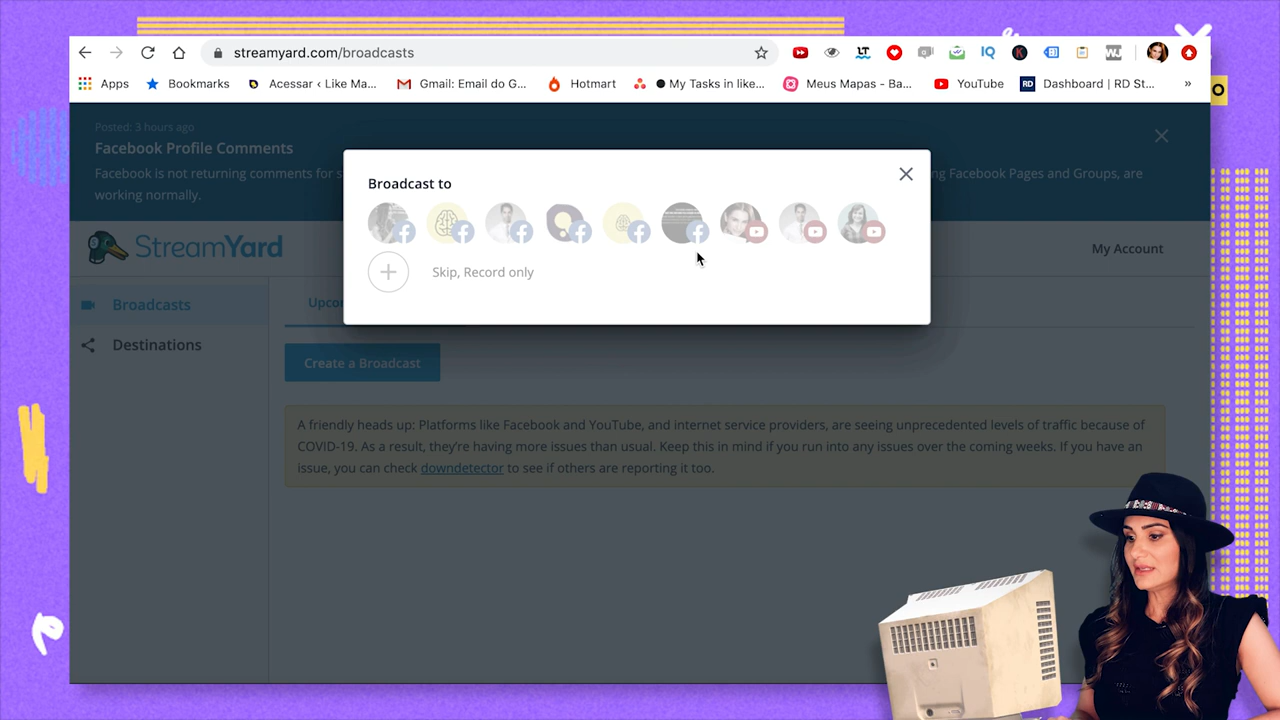 streamyard.com/broadcasts
LT
IQ
K
WJ
Apps
Bookmarks
Acessar ‹ Like Ma...
Gmail: Email do G...
Hotmart
My Tasks in like...
Meus Mapas - Ba...
YouTube
RD
Dashboard | RD St...
»
Posted: 3 hours ago
Facebook Profile Comments
Facebook is not returning comments for s
ng Facebook Pages and Groups, are
working normally.
Broadcast to
StreamYard
My Account
Skip, Record only
Broadcasts
Upco
Destinations
Create a Broadcast
A friendly heads up: Platforms like Facebook and YouTube, and internet service providers, are seeing unprecedented levels of traffic because of
COVID-19. As a result, they're having more issues than usual. Keep this in mind if you run into any issues over the coming weeks. If you have an
issue, you can check downdetector to see if others are reporting it too.